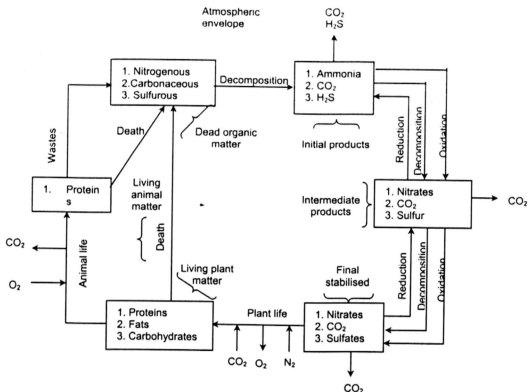 Atmospheric
envelope
CO₂
H₂S
1. Nitrogenous
2.Carbonaceous
3. Sulfurous
Decomposition
1. Ammonia
2. CO₂
3. H₂S
Wastes
Death
Dead organic
matter
Initial products
Reduction
Decomposition
Oxidation
1. Protein
s
Living
animal
matter
Death
Intermediate
products
1. Nitrates
2. CO₂
3. Sulfur
CO₂
CO₂
O₂
Animal life
Living plant
matter
Final
stabilised
Reduction
Decomposition
Oxidation
1. Proteins
2. Fats
3. Carbohydrates
Plant life
1. Nitrates
2. CO₂
3. Sulfates
CO₂
O₂
N₂
CO₂